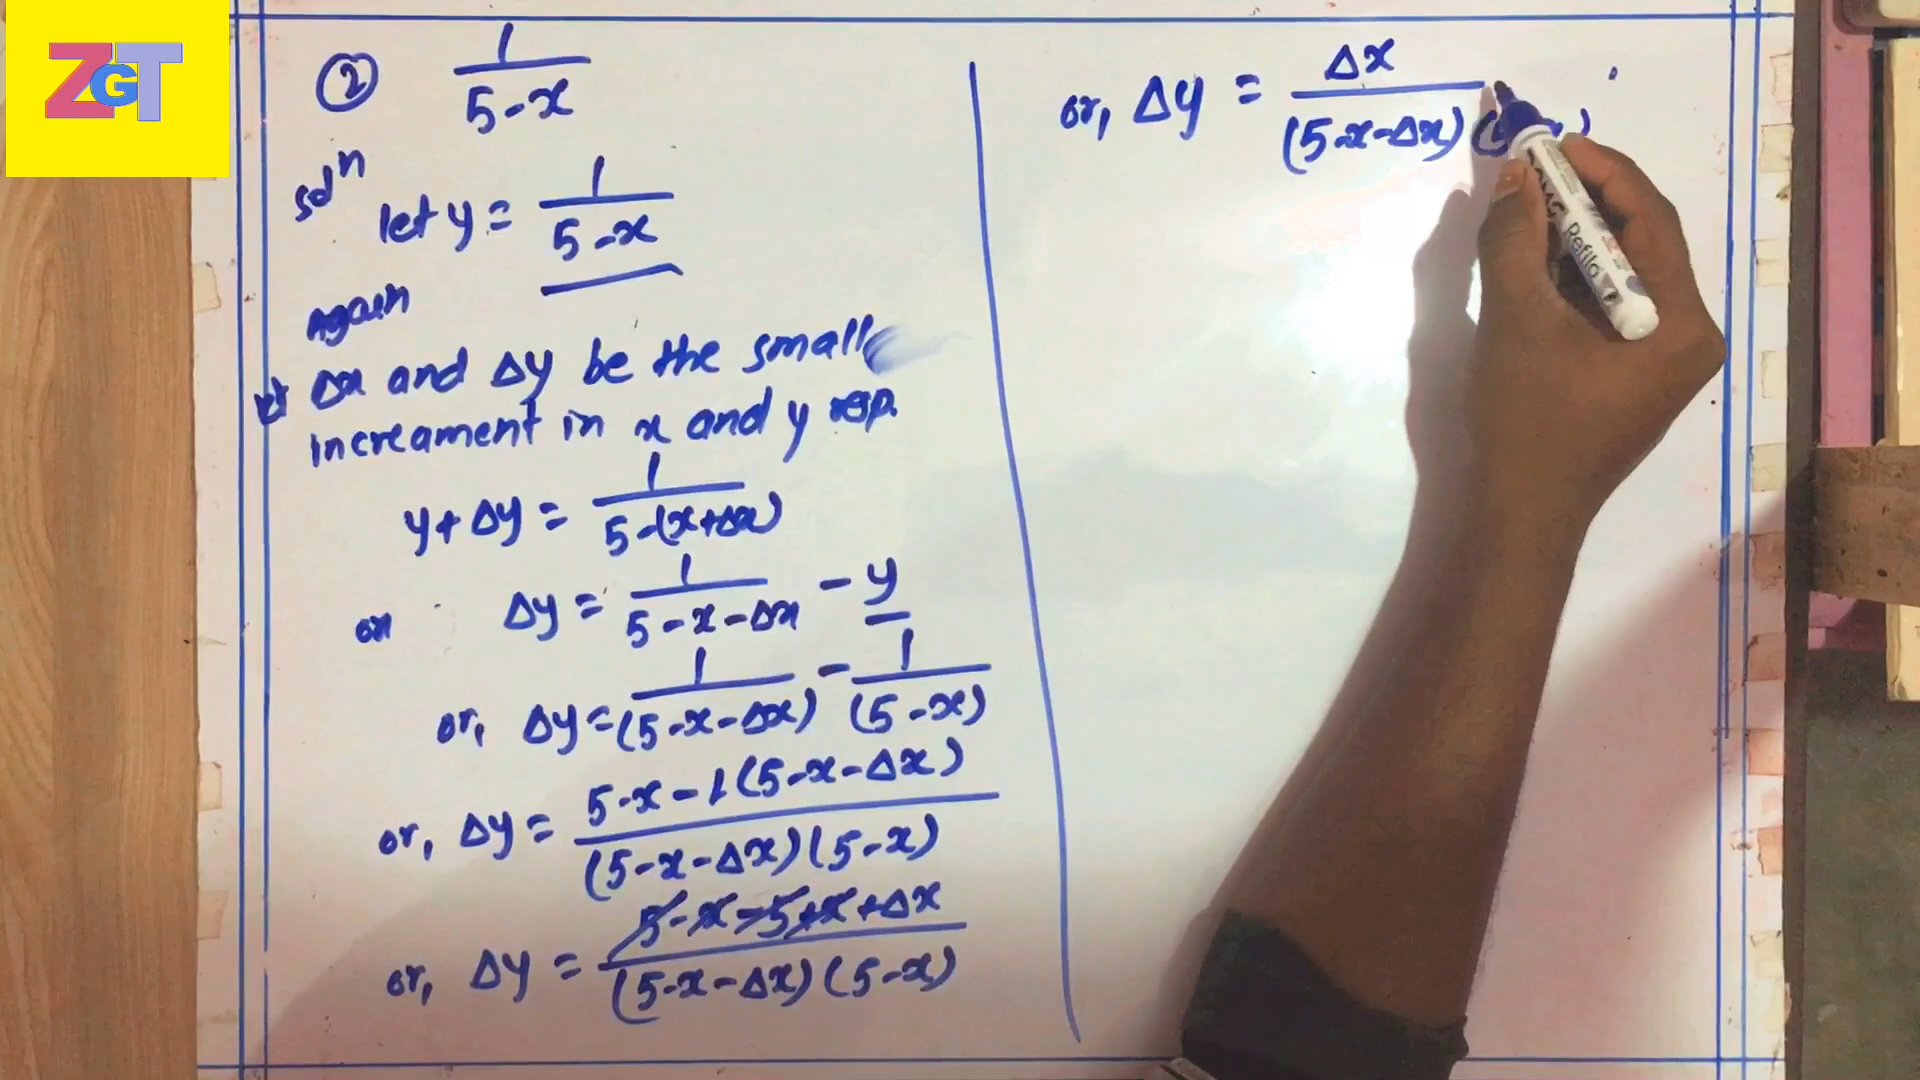 ZGT
② 1/(5-x)
Solⁿ let y = 1/(5-x)
Again
let Δx and Δy be the small
increament in x and y resp.
y+Δy = 1/(5-(x+Δx))
or Δy = 1/(5-x-Δx) - y
or, Δy = 1/(5-x-Δx) - 1/(5-x)
or, Δy = (5-x-1(5-x-Δx))/((5-x-Δx)(5-x))
or, Δy = (5-x-5+x+Δx)/((5-x-Δx)(5-x))
or, Δy = Δx/((5-x-Δx)
Refilo